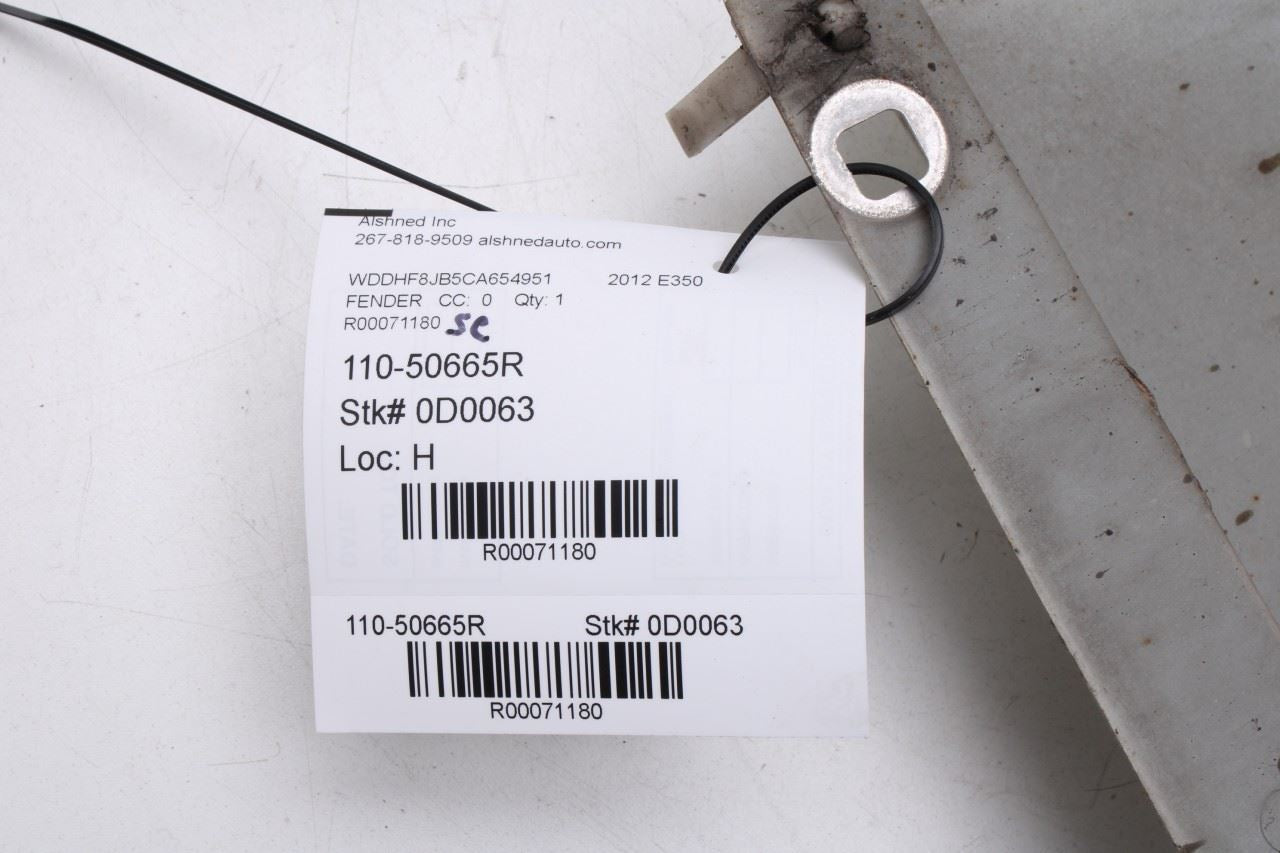 Alshned Inc
267-818-9509 alshnedauto.com
WDDHF8JB5CA654951 2012 E350
FENDER CC: 0 Qty: 1
R00071180 SC
110-50665R
Stk# 0D0063
Loc: H
R00071180
110-50665R Stk# 0D0063
R00071180